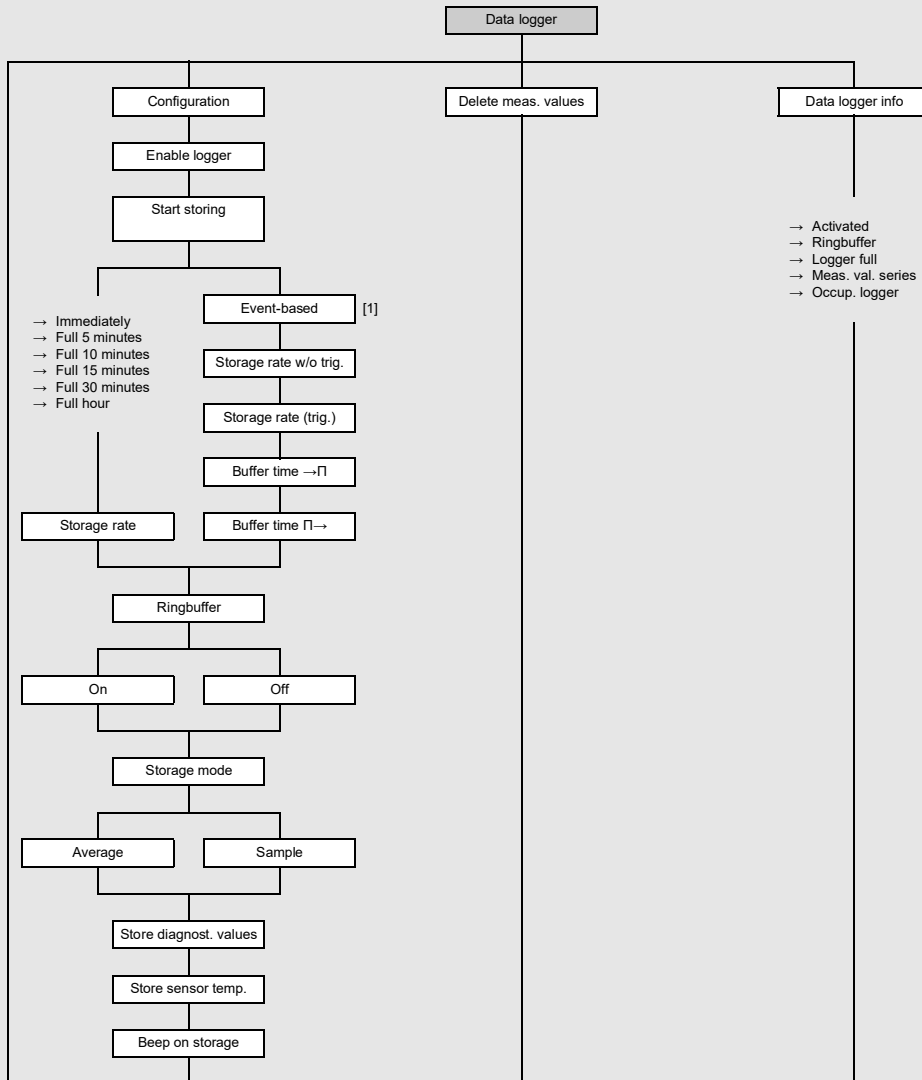 Data logger
Configuration
Delete meas. values
Data logger info
Enable logger
Start storing
→ Activated
→ Ringbuffer
→ Logger full
→ Meas. val. series
→ Occup. logger
→ Immediately
→ Full 5 minutes
→ Full 10 minutes
→ Full 15 minutes
→ Full 30 minutes
→ Full hour
Event-based [1]
Storage rate w/o trig.
Storage rate (trig.)
Buffer time →Π
Storage rate
Buffer time Π→
Ringbuffer
On
Off
Storage mode
Average
Sample
Store diagnost. values
Store sensor temp.
Beep on storage